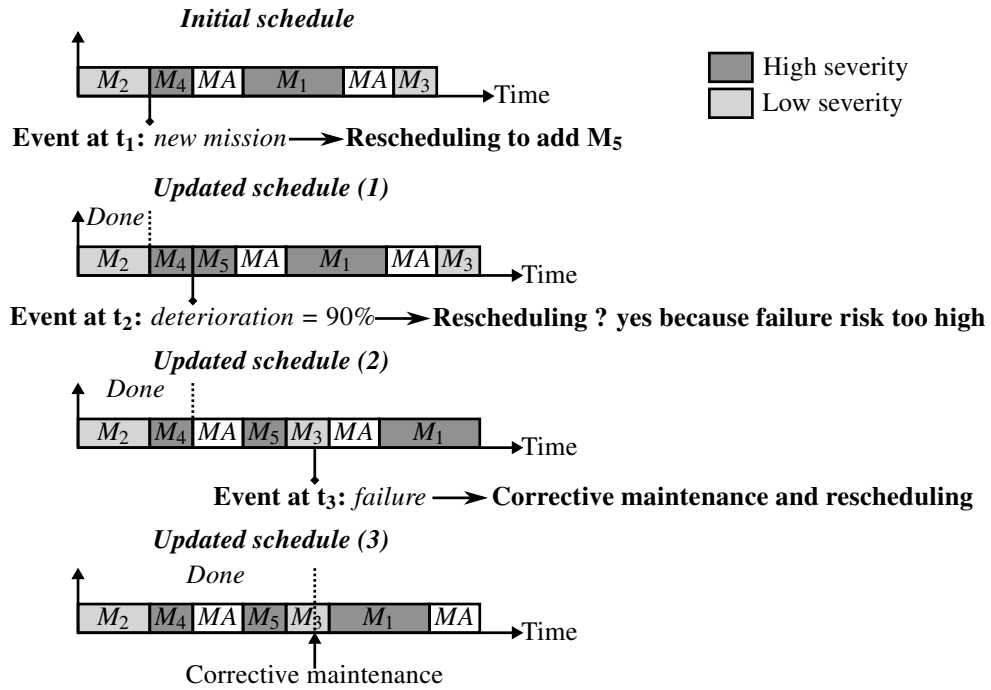 Initial schedule
M2 M4 MA M1 MA M3
Time
High severity
Low severity
Event at t1: new mission Rescheduling to add M5
Updated schedule (1)
Done
M2 M4 M5 MA M1 MA M3
Time
Event at t2: deterioration = 90% Rescheduling ? yes because failure risk too high
Updated schedule (2)
Done
M2 M4 MA M5 M3 MA M1
Time
Event at t3: failure Corrective maintenance and rescheduling
Updated schedule (3)
Done
M2 M4 MA M5 M3 M1 MA
Time
Corrective maintenance